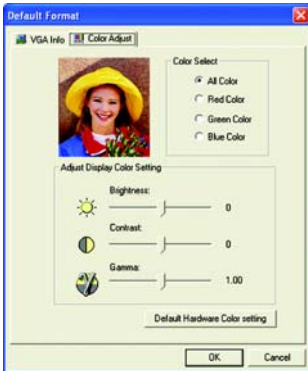 Default Format
VGA Info
Color Adjust
Color Select
All Color
Red Color
Green Color
Blue Color
Adjust Display Color Setting
Brightness:
0
Contrast:
0
Gamma:
1.00
Default Hardware Color setting
OK
Cancel